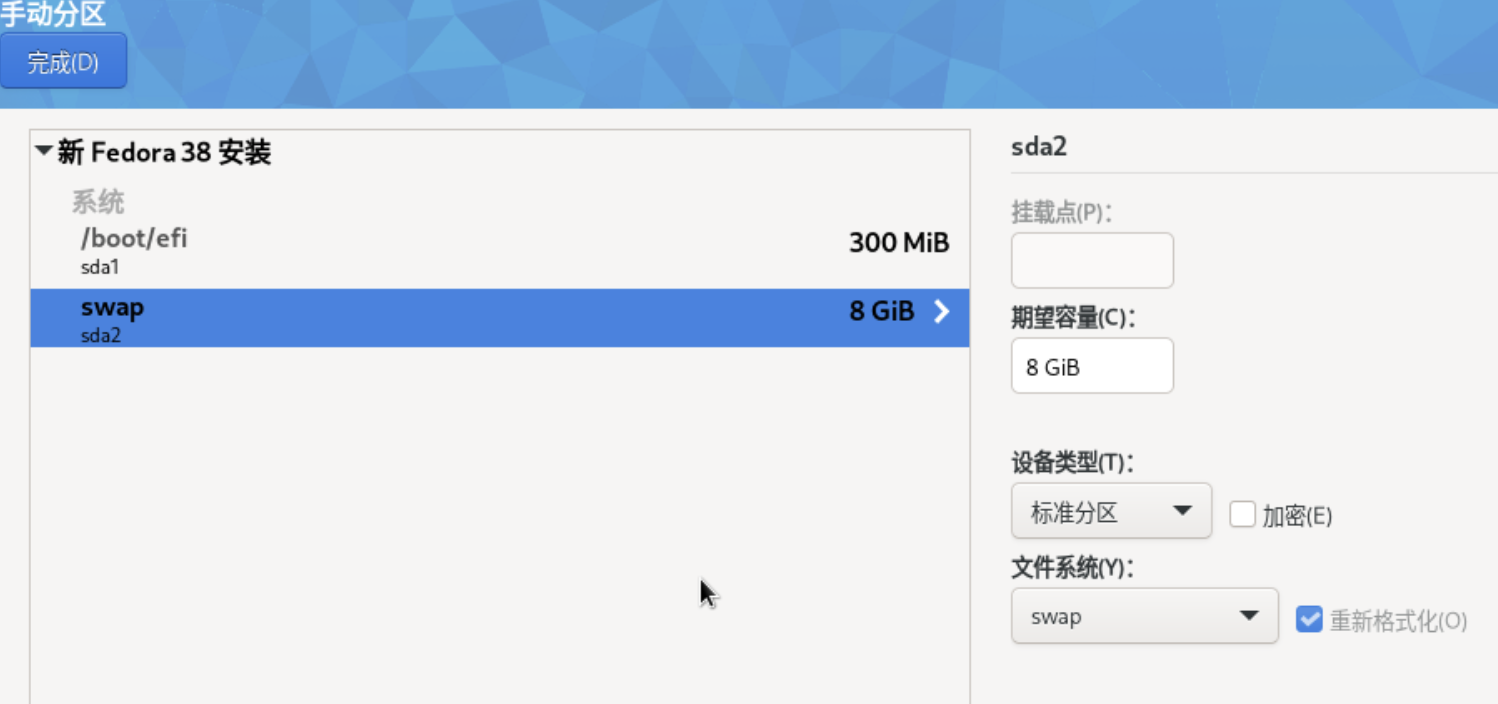 手动分区
完成(D)
新 Fedora 38 安装
系统
/boot/efi
300 MiB
sda1
swap
8 GiB
sda2
sda2
挂载点(P)：
期望容量(C)：
8 GiB
设备类型(T)：
标准分区
加密(E)
文件系统(Y)：
swap
重新格式化(O)